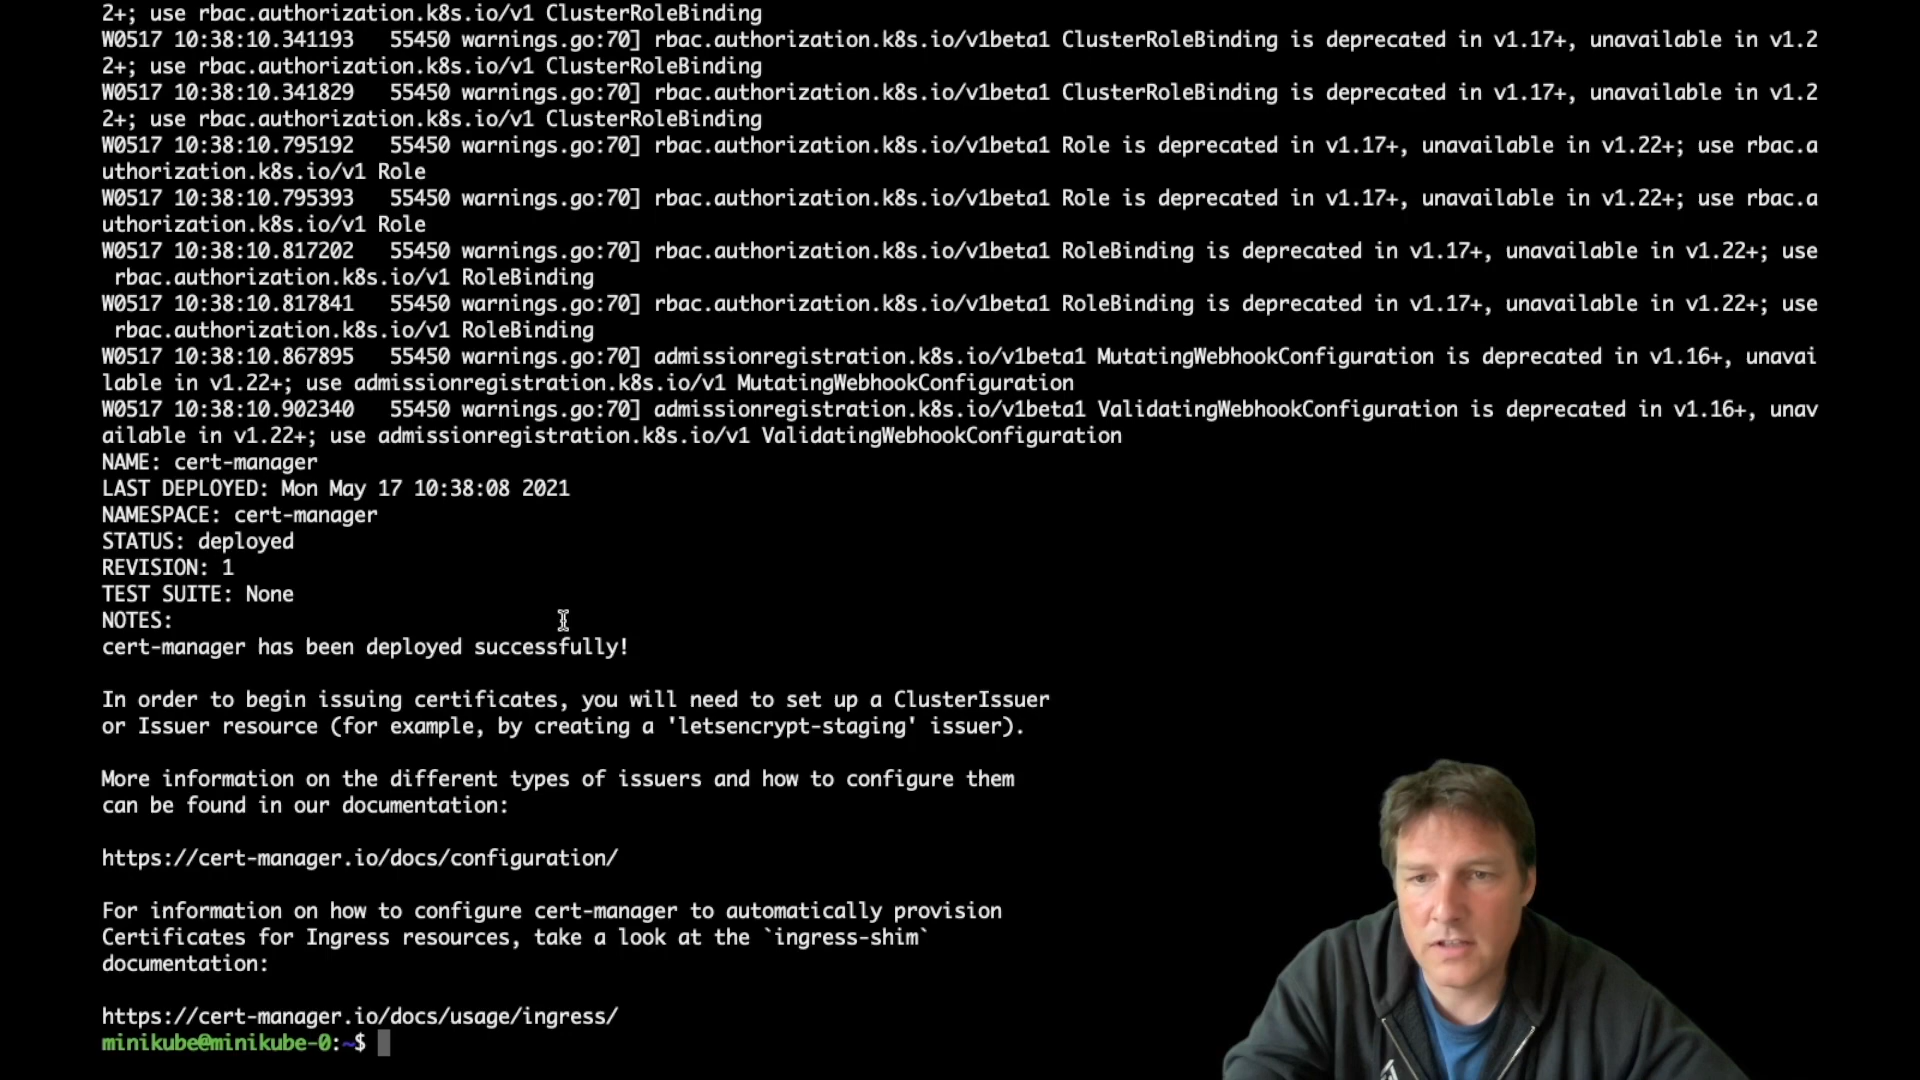 2+; use rbac.authorization.k8s.io/v1 ClusterRoleBinding
W0517 10:38:10.341193   55450 warnings.go:70] rbac.authorization.k8s.io/v1beta1 ClusterRoleBinding is deprecated in v1.17+, unavailable in v1.2
2+; use rbac.authorization.k8s.io/v1 ClusterRoleBinding
W0517 10:38:10.341829   55450 warnings.go:70] rbac.authorization.k8s.io/v1beta1 ClusterRoleBinding is deprecated in v1.17+, unavailable in v1.2
2+; use rbac.authorization.k8s.io/v1 ClusterRoleBinding
W0517 10:38:10.795192   55450 warnings.go:70] rbac.authorization.k8s.io/v1beta1 Role is deprecated in v1.17+, unavailable in v1.22+; use rbac.a
uthorization.k8s.io/v1 Role
W0517 10:38:10.795393   55450 warnings.go:70] rbac.authorization.k8s.io/v1beta1 Role is deprecated in v1.17+, unavailable in v1.22+; use rbac.a
uthorization.k8s.io/v1 Role
W0517 10:38:10.817202   55450 warnings.go:70] rbac.authorization.k8s.io/v1beta1 RoleBinding is deprecated in v1.17+, unavailable in v1.22+; use
 rbac.authorization.k8s.io/v1 RoleBinding
W0517 10:38:10.817841   55450 warnings.go:70] rbac.authorization.k8s.io/v1beta1 RoleBinding is deprecated in v1.17+, unavailable in v1.22+; use
 rbac.authorization.k8s.io/v1 RoleBinding
W0517 10:38:10.867895   55450 warnings.go:70] admissionregistration.k8s.io/v1beta1 MutatingWebhookConfiguration is deprecated in v1.16+, unavai
lable in v1.22+; use admissionregistration.k8s.io/v1 MutatingWebhookConfiguration
W0517 10:38:10.902340   55450 warnings.go:70] admissionregistration.k8s.io/v1beta1 ValidatingWebhookConfiguration is deprecated in v1.16+, unav
ailable in v1.22+; use admissionregistration.k8s.io/v1 ValidatingWebhookConfiguration
NAME: cert-manager
LAST DEPLOYED: Mon May 17 10:38:08 2021
NAMESPACE: cert-manager
STATUS: deployed
REVISION: 1
TEST SUITE: None
NOTES:
cert-manager has been deployed successfully!
In order to begin issuing certificates, you will need to set up a ClusterIssuer
or Issuer resource (for example, by creating a 'letsencrypt-staging' issuer).
More information on the different types of issuers and how to configure them
can be found in our documentation:
https://cert-manager.io/docs/configuration/
For information on how to configure cert-manager to automatically provision
Certificates for Ingress resources, take a look at the `ingress-shim`
documentation:
https://cert-manager.io/docs/usage/ingress/
minikube@minikube-0:~$